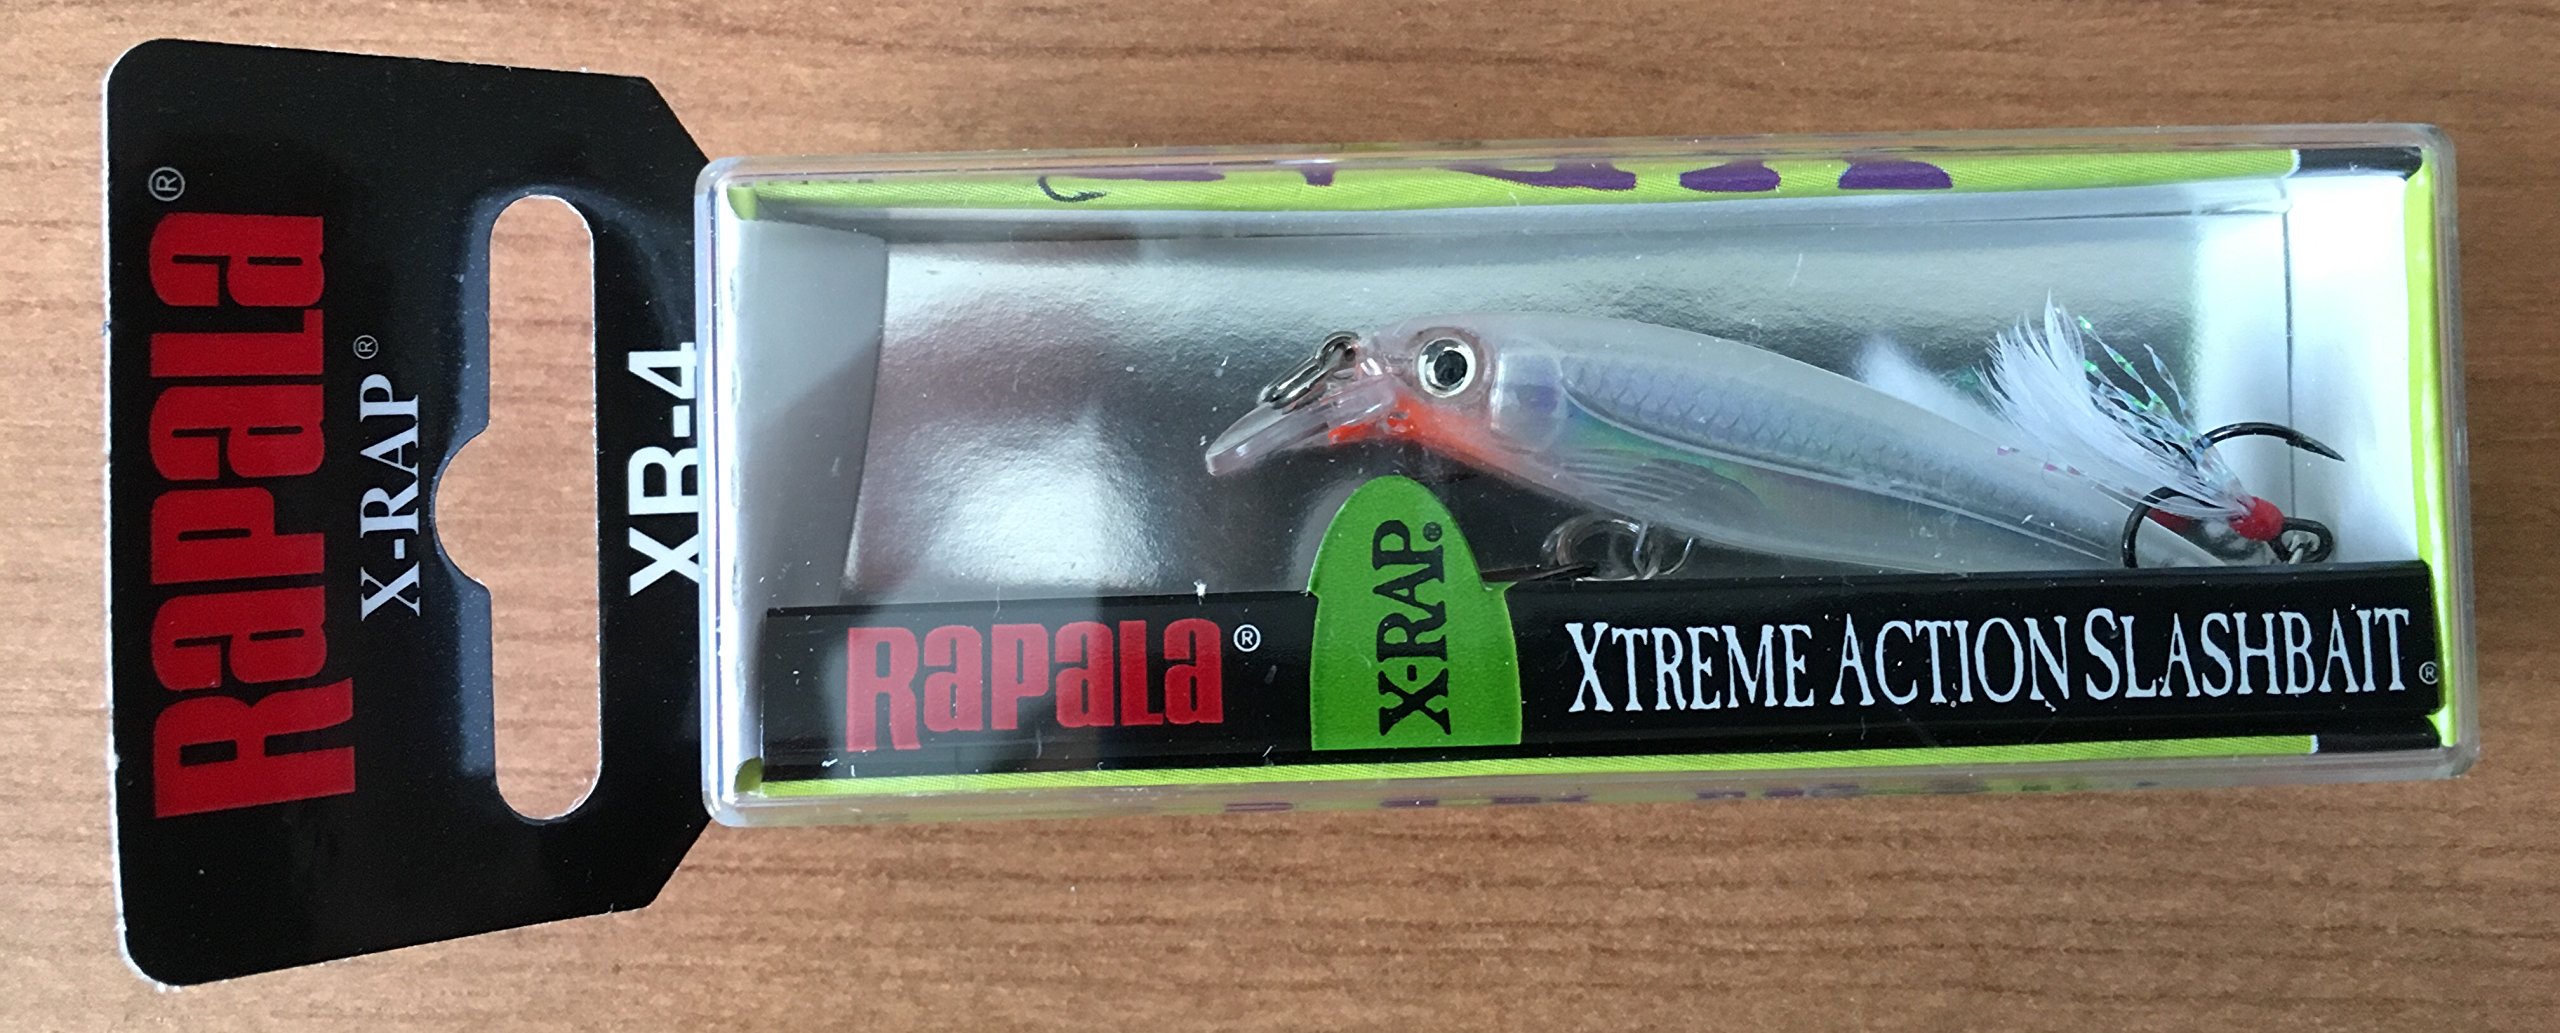 Rapala®
X-RAP®
XB-4
Rapala®
X-RAP®
XTREME ACTION SLASHBAIT®